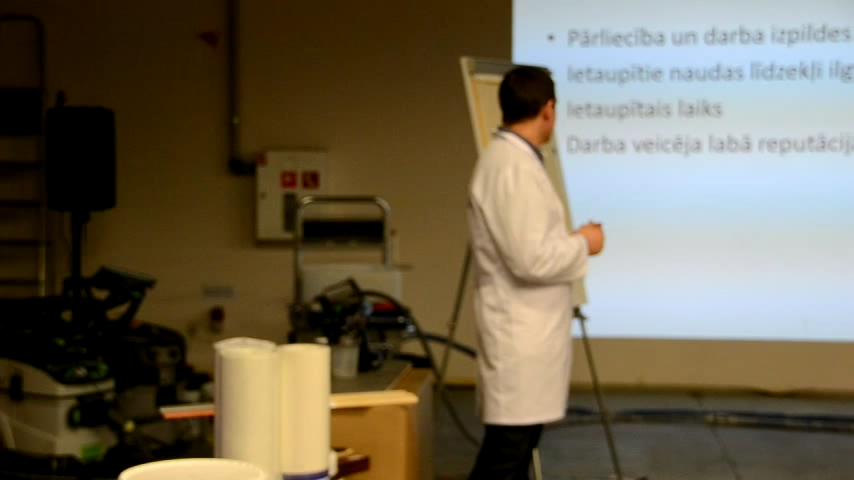 • Pārliecība un darba izpildes
Ietaupītie naudas līdzekļi ilg
Ietaupītais laiks
Darba veicēja labā reputācija